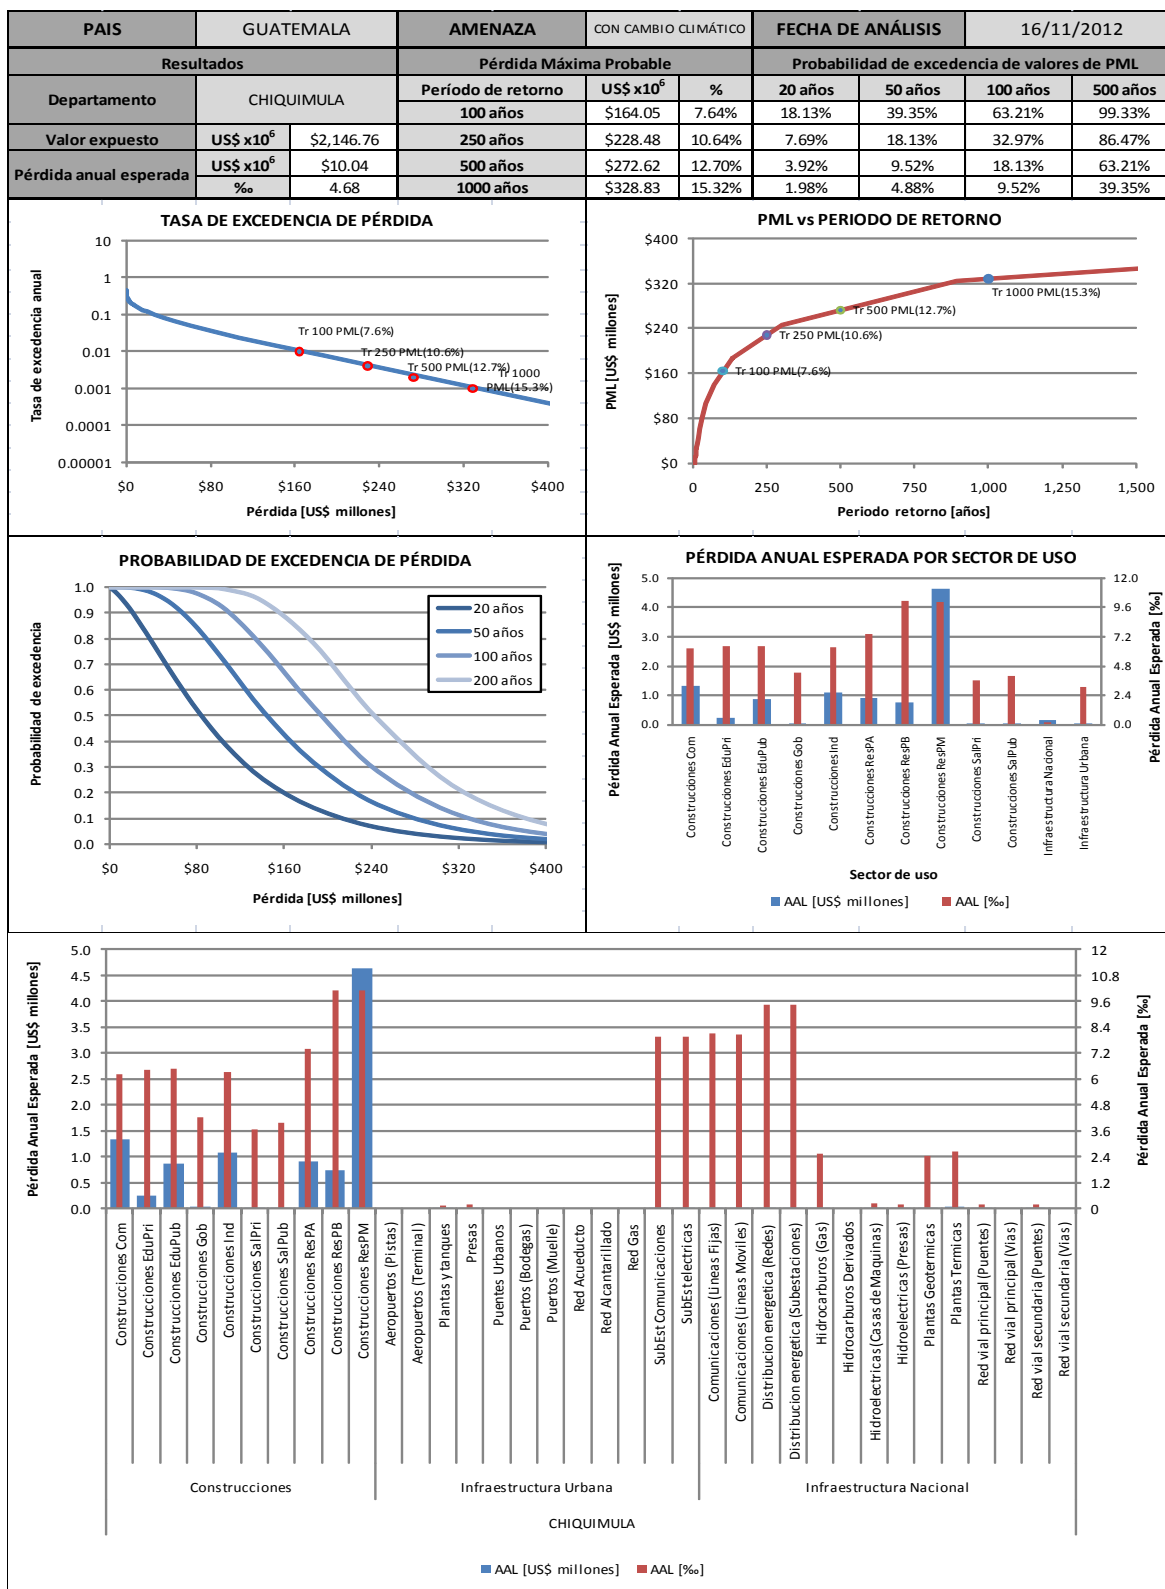 PAIS GUATEMALA AMENAZA CON CAMBIO CLIMÁTICO FECHA DE ANÁLISIS 16/11/2012
Resultados Pérdida Máxima Probable Probabilidad de excedencia de valores de PML
Departamento CHIQUIMULA Período de retorno US$ x10⁶ % 20 años 50 años 100 años 500 años
100 años $164.05 7.64% 18.13% 39.35% 63.21% 99.33%
Valor expuesto US$ x10⁶ $2,146.76 250 años $228.48 10.64% 7.69% 18.13% 32.97% 86.47%
Pérdida anual esperada US$ x10⁶ $10.04 500 años $272.62 12.70% 3.92% 9.52% 18.13% 63.21%
‰ 4.68 1000 años $328.83 15.32% 1.98% 4.88% 9.52% 39.35%
TASA DE EXCEDENCIA DE PÉRDIDA
Tasa de excedencia anual
10
1
0.1
0.01
0.001
0.0001
0.00001
Tr 100 PML(7.6%)
Tr 250 PML(10.6%)
Tr 500 PML(12.7%)
Tr 1000
PML(15.3%)
$0 $80 $160 $240 $320 $400
Pérdida [US$ millones]
PML vs PERIODO DE RETORNO
PML [US$ millones]
$400
$320
$240
$160
$80
$0
Tr 1000 PML(15.3%)
Tr 500 PML(12.7%)
Tr 250 PML(10.6%)
Tr 100 PML(7.6%)
0 250 500 750 1,000 1,250 1,500
Periodo retorno [años]
PROBABILIDAD DE EXCEDENCIA DE PÉRDIDA
Probabilidad de excedencia
1.0
0.9
0.8
0.7
0.6
0.5
0.4
0.3
0.2
0.1
0.0
20 años
50 años
100 años
200 años
$0 $80 $160 $240 $320 $400
Pérdida [US$ millones]
PÉRDIDA ANUAL ESPERADA POR SECTOR DE USO
Pérdida Anual Esperada [US$ millones]
5.0
4.0
3.0
2.0
1.0
0.0
12.0
9.6
7.2
4.8
2.4
0.0
Pérdida Anual Esperada [‰]
Construcciones Com
Construcciones EduPri
Construcciones EduPub
Construcciones Gob
Construcciones Ind
Construcciones ResPA
Construcciones ResPB
Construcciones ResPM
Construcciones SalPri
Construcciones SalPub
Infraestructura Nacional
Infraestructura Urbana
Sector de uso
AAL [US$ millones] AAL [‰]
Pérdida Anual Esperada [US$ millones]
5.0
4.5
4.0
3.5
3.0
2.5
2.0
1.5
1.0
0.5
0.0
12
10.8
9.6
8.4
7.2
6
4.8
3.6
2.4
1.2
0
Pérdida Anual Esperada [‰]
Construcciones Com
Construcciones EduPri
Construcciones EduPub
Construcciones Gob
Construcciones Ind
Construcciones SalPri
Construcciones SalPub
Construcciones ResPA
Construcciones ResPB
Construcciones ResPM
Aeropuertos (Pistas)
Aeropuertos (Terminal)
Plantas y tanques
Presas
Puentes Urbanos
Puertos (Bodegas)
Puertos (Muelle)
Red Acueducto
Red Alcantarillado
Red Gas
SubEst Comunicaciones
SubEst electricas
Comunicaciones (Lineas Fijas)
Comunicaciones (Lineas Moviles)
Distribucion energetica (Redes)
Distribucion energetica (Subestaciones)
Hidrocarburos (Gas)
Hidrocarburos Derivados
Hidroelectricas (Casas de Maquinas)
Hidroelectricas (Presas)
Plantas Geotermicas
Plantas Termicas
Red vial principal (Puentes)
Red vial principal (Vias)
Red vial secundaria (Puentes)
Red vial secundaria (Vias)
Construcciones Infraestructura Urbana Infraestructura Nacional
CHIQUIMULA
AAL [US$ millones] AAL [‰]